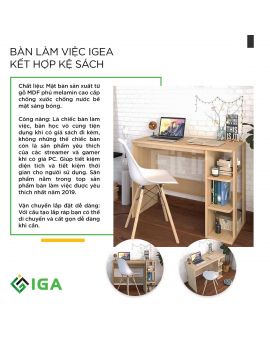 BÀN LÀM VIỆC IGEA
KẾT HỢP KỆ SÁCH
Chất liệu: Mặt bàn sản xuất từ
gỗ MDF phủ melamin cao cấp
chống xước chống nước bề
mặt sáng bóng.
Công năng: Là chiếc bàn làm
việc, bàn học vô cùng tiện
dụng khi có giá sách đi kèm,
không những thế chiếc bàn
còn là sản phẩm yêu thích
của các streamer và gamer
khi có giá PC. Giúp tiết kiệm
diện tích và tiết kiệm thời
gian cho người sử dụng. Sản
phẩm nằm trong top sản
phẩm bàn làm việc được yêu
thích nhất năm 2019.
Vận chuyển lắp đặt dễ dàng:
Với cấu tạo lắp ráp bạn có thể
di chuyển và cất gọn dễ dàng
khi cần.
IGA